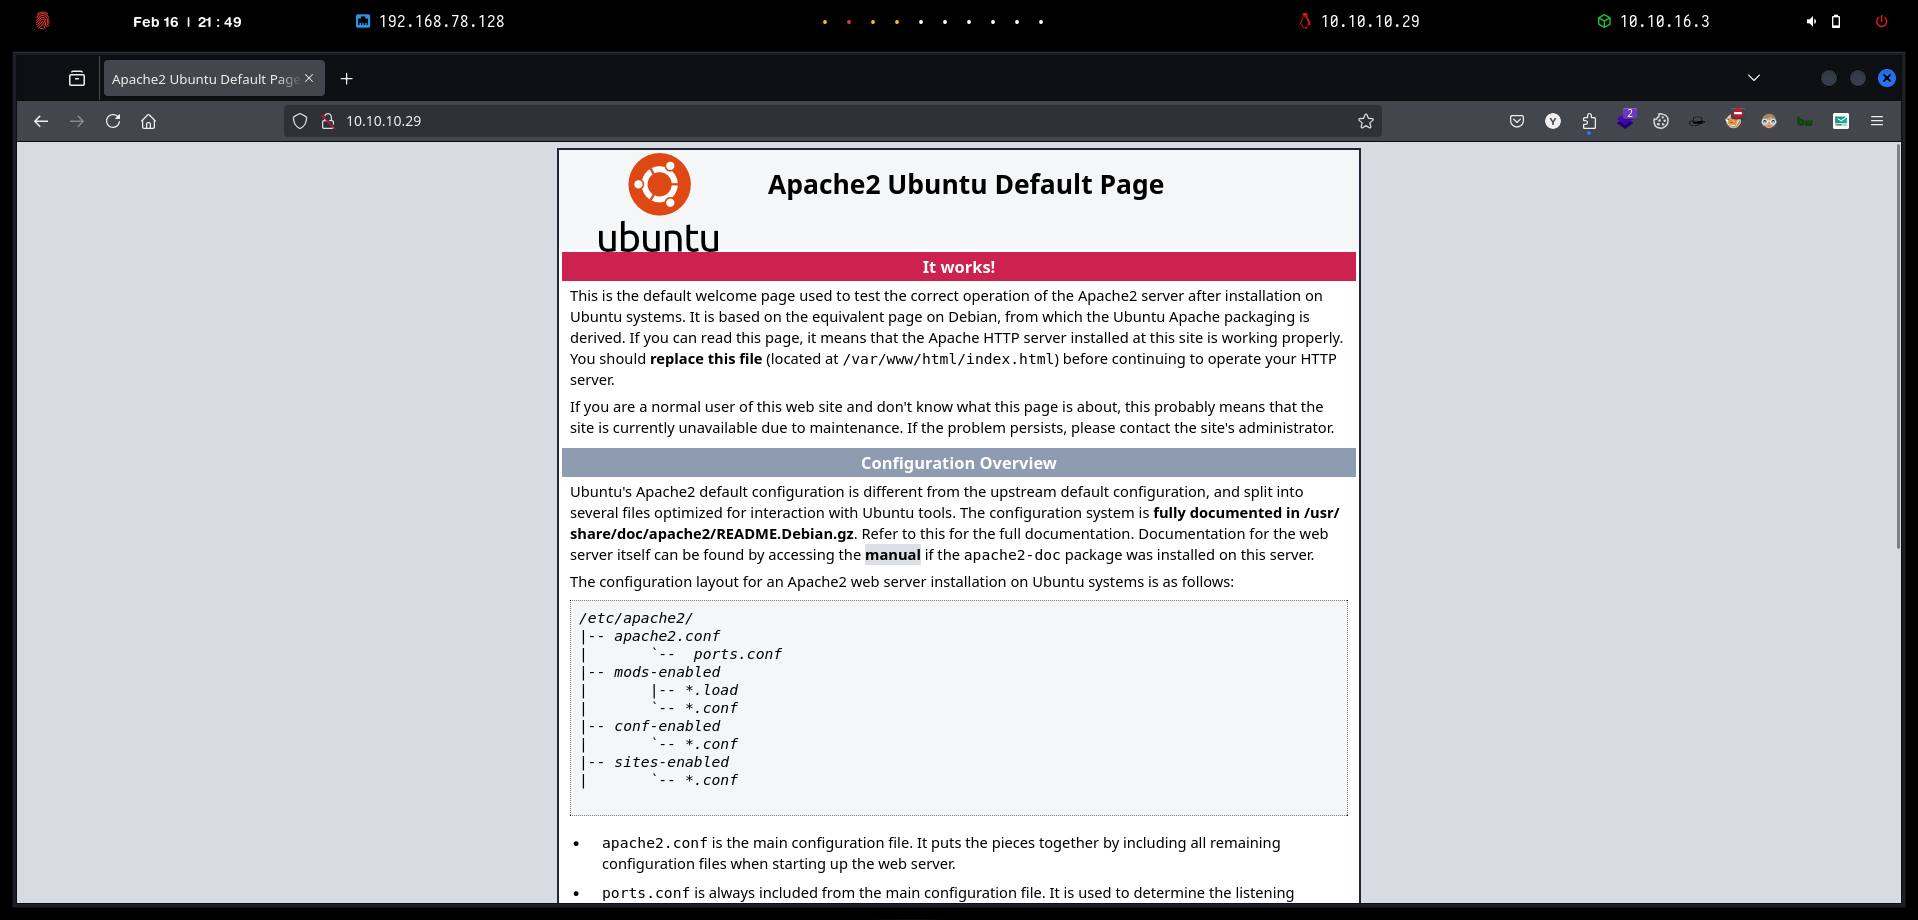 Feb 16 | 21 : 49
192.168.78.128
10.10.10.29
10.10.16.3
Apache2 Ubuntu Default Page
10.10.10.29
2
Y
ubuntu
Apache2 Ubuntu Default Page
It works!
This is the default welcome page used to test the correct operation of the Apache2 server after installation on
Ubuntu systems. It is based on the equivalent page on Debian, from which the Ubuntu Apache packaging is
derived. If you can read this page, it means that the Apache HTTP server installed at this site is working properly.
You should replace this file (located at /var/www/html/index.html) before continuing to operate your HTTP
server.
If you are a normal user of this web site and don't know what this page is about, this probably means that the
site is currently unavailable due to maintenance. If the problem persists, please contact the site's administrator.
Configuration Overview
Ubuntu's Apache2 default configuration is different from the upstream default configuration, and split into
several files optimized for interaction with Ubuntu tools. The configuration system is fully documented in /usr/
share/doc/apache2/README.Debian.gz. Refer to this for the full documentation. Documentation for the web
server itself can be found by accessing the manual if the apache2-doc package was installed on this server.
The configuration layout for an Apache2 web server installation on Ubuntu systems is as follows:
/etc/apache2/
|-- apache2.conf
|       `--  ports.conf
|-- mods-enabled
|       |-- *.load
|       `-- *.conf
|-- conf-enabled
|       `-- *.conf
|-- sites-enabled
|       `-- *.conf
• apache2.conf is the main configuration file. It puts the pieces together by including all remaining
configuration files when starting up the web server.
• ports.conf is always included from the main configuration file. It is used to determine the listening